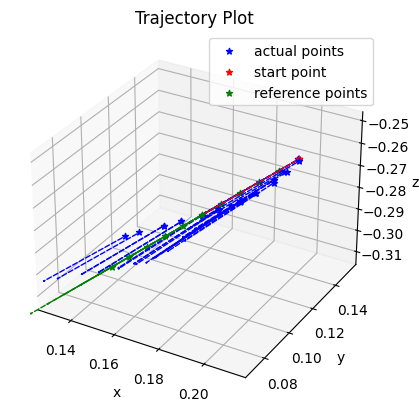 Trajectory Plot
actual points
start point
reference points
−0.25
−0.26
−0.27
−0.28
−0.29
−0.30
−0.31
z
0.14
0.12
0.10
0.08
y
0.14
0.16
0.18
0.20
x